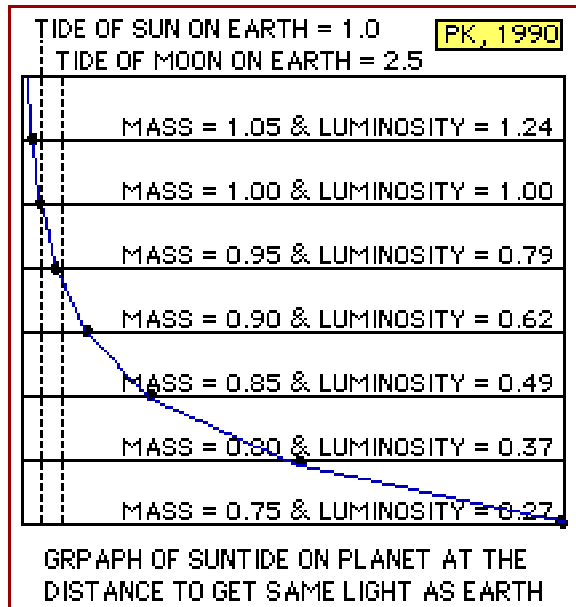 TIDE OF SUN ON EARTH = 1.0
PK, 1990
TIDE OF MOON ON EARTH = 2.5
MASS = 1.05 & LUMINOSITY = 1.24
MASS = 1.00 & LUMINOSITY = 1.00
MASS = 0.95 & LUMINOSITY = 0.79
MASS = 0.90 & LUMINOSITY = 0.62
MASS = 0.85 & LUMINOSITY = 0.49
MASS = 0.80 & LUMINOSITY = 0.37
MASS = 0.75 & LUMINOSITY = 0.27
GRPAPH OF SUNTIDE ON PLANET AT THE
DISTANCE TO GET SAME LIGHT AS EARTH